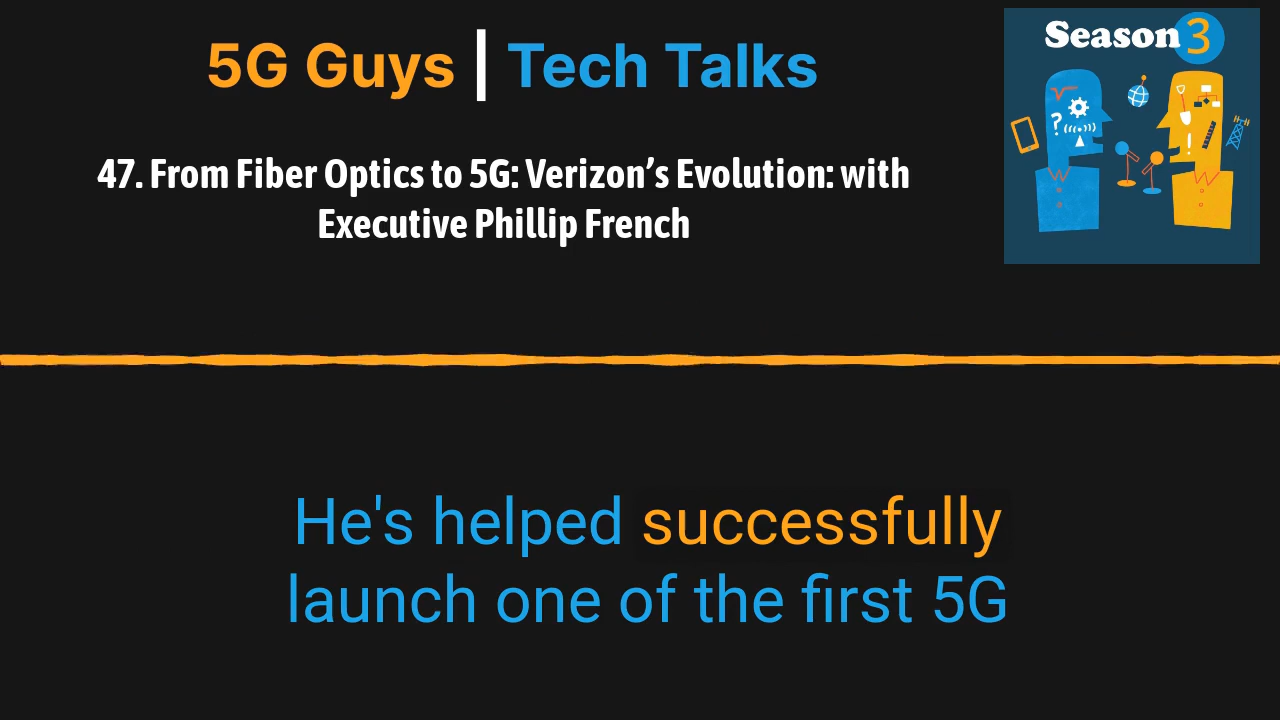 5G Guys | Tech Talks
Season 3
47. From Fiber Optics to 5G: Verizon’s Evolution: with
Executive Phillip French
?
He's helped successfully
launch one of the first 5G